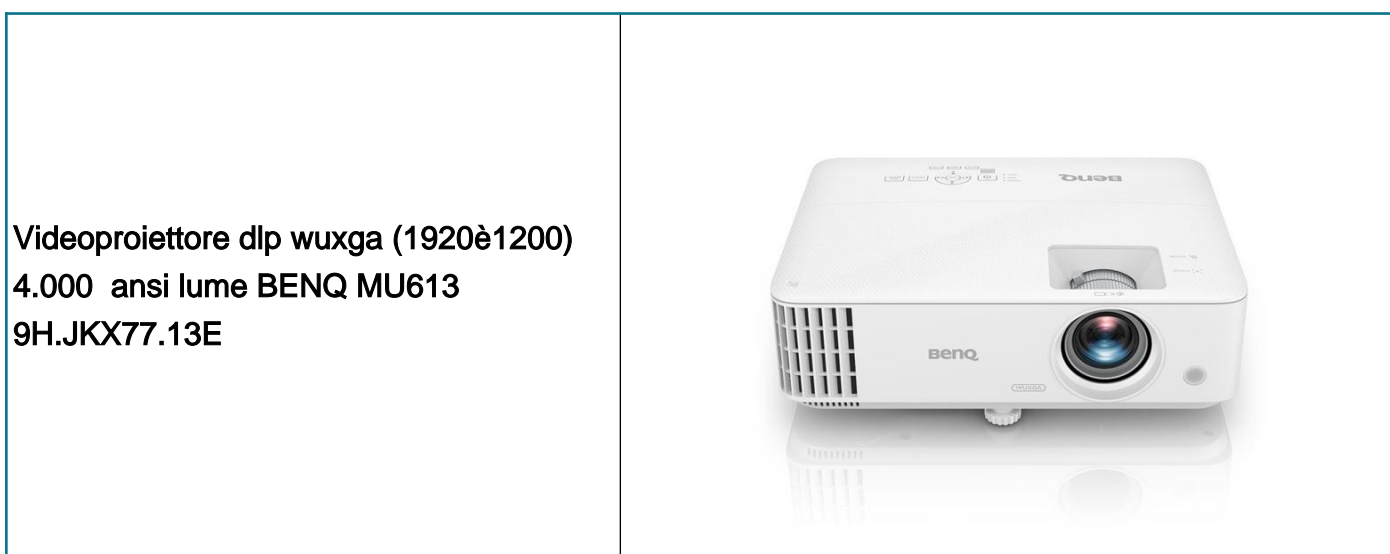 Videoproiettore dlp wuxga (1920è1200)
4.000  ansi lume BENQ MU613
9H.JKX77.13E
BenQ
BenQ
WUXGA